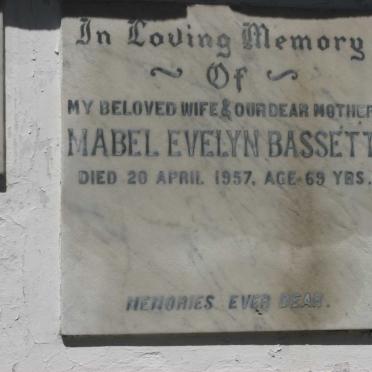 In Loving Memory
Of
MY BELOVED WIFE & OUR DEAR MOTHER
MABEL EVELYN BASSETT
DIED 20 APRIL 1957. AGE 69 YRS.
MEMORIES EVER DEAR.